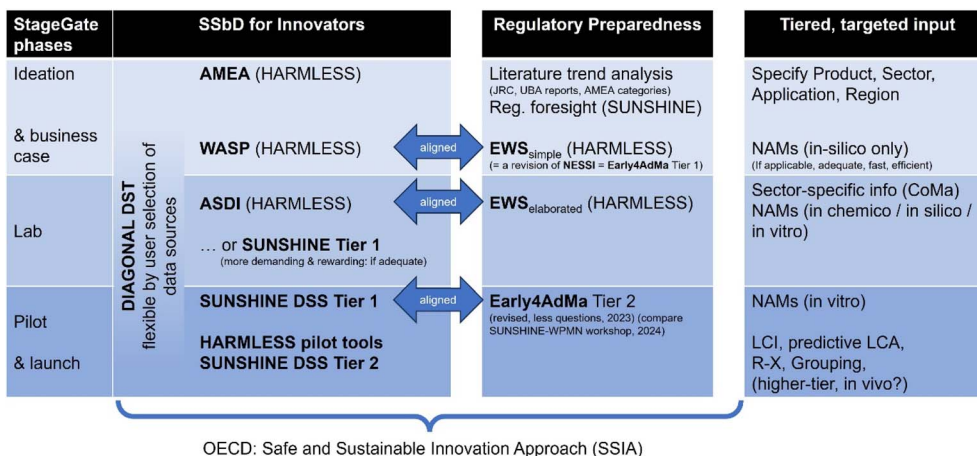 StageGate phases
SSbD for Innovators
Regulatory Preparedness
Tiered, targeted input
Ideation
& business case
Lab
Pilot
& launch
DIAGONAL DST
flexible by user selection of
data sources
AMEA (HARMLESS)
WASP (HARMLESS)
ASDI (HARMLESS)
… or SUNSHINE Tier 1
(more demanding & rewarding: if adequate)
SUNSHINE DSS Tier 1
HARMLESS pilot tools
SUNSHINE DSS Tier 2
aligned
aligned
aligned
Literature trend analysis
(JRC, UBA reports, AMEA categories)
Reg. foresight (SUNSHINE)
EWSsimple (HARMLESS)
(= a revision of NESSI = Early4AdMa Tier 1)
EWSelaborated (HARMLESS)
Early4AdMa Tier 2
(revised, less questions, 2023) (compare
SUNSHINE-WPMN workshop, 2024)
Specify Product, Sector,
Application, Region
NAMs (in-silico only)
(If applicable, adequate, fast, efficient)
Sector-specific info (CoMa)
NAMs (in chemico / in silico /
in vitro)
NAMs (in vitro)
LCI, predictive LCA,
R-X, Grouping,
(higher-tier, in vivo?)
OECD: Safe and Sustainable Innovation Approach (SSIA)